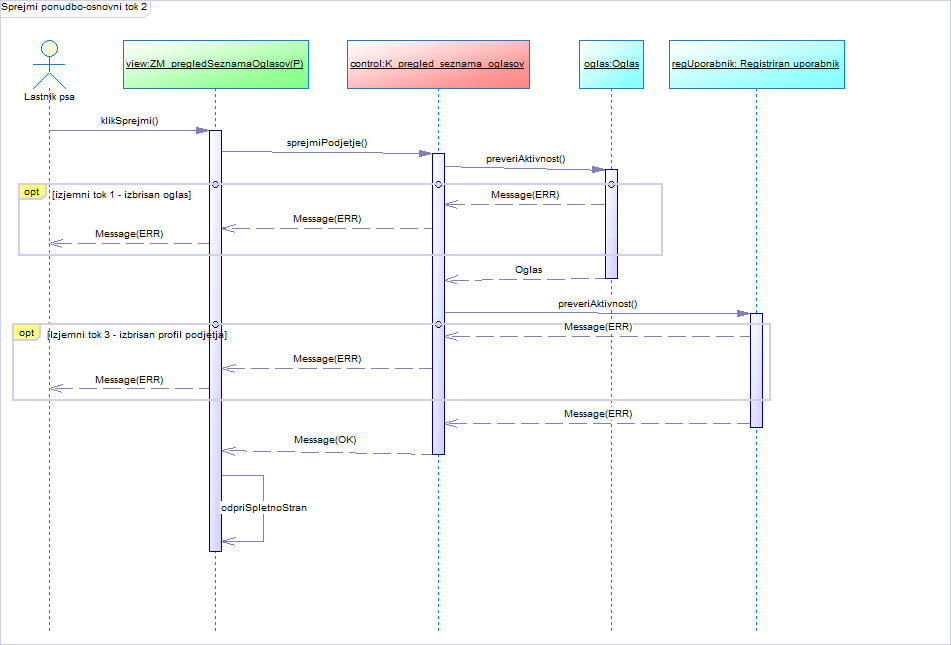 Sprejmi ponudbo-osnovni tok 2
view:ZM_pregledSeznamaOglasov(P)
control:K_pregled_seznama_oglasov
oglas:Oglas
regUporabnik: Registriran uporabnik
Lastnik psa
klikSprejmi()
sprejmiPodjetje()
preveriAktivnost()
opt
[izjemni tok 1 - izbrisan oglas]
Message(ERR)
Message(ERR)
Message(ERR)
Oglas
preveriAktivnost()
opt
[Izjemni tok 3 - izbrisan profil podjetja]
Message(ERR)
Message(ERR)
Message(ERR)
Message(ERR)
Message(OK)
odpriSpletnoStran